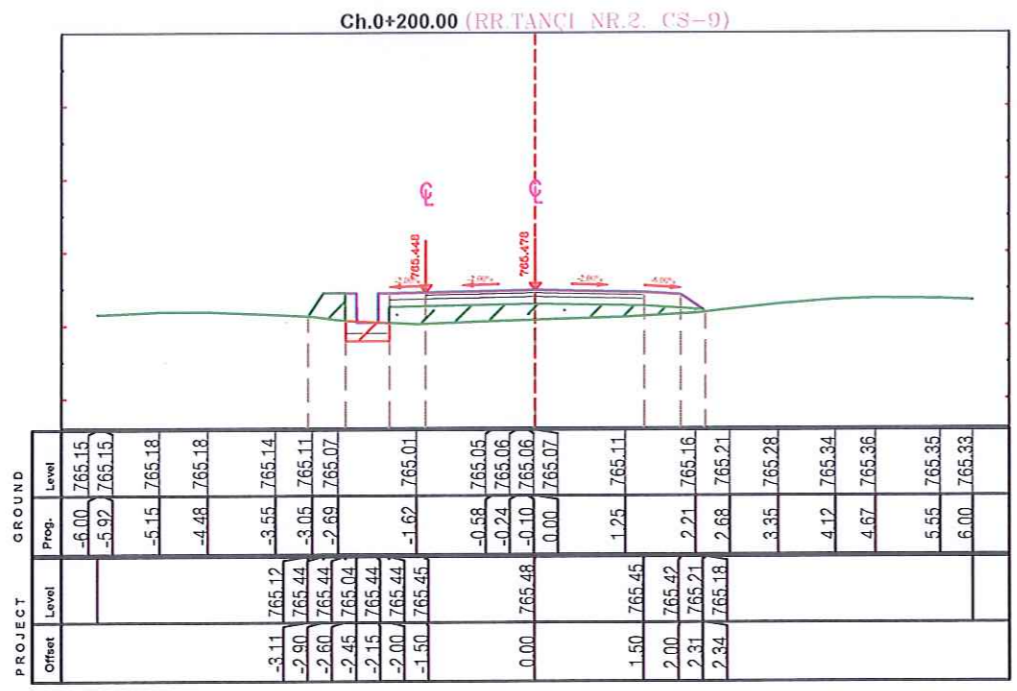 Ch.0+200.00 (RR.TANÇI NR.2. CS-9)
℄ ℄
765.448 765.478
GROUND
Level 765.15 765.15 765.18 765.18 765.14 765.11 765.07 765.01 765.05 765.06 765.06 765.07 765.11 765.16 765.21 765.28 765.34 765.36 765.35 765.33
Prog. -6.00 -5.92 -5.15 -4.48 -3.55 -3.05 -2.69 -1.62 -0.58 -0.24 -0.10 0.00 1.25 2.21 2.68 3.35 4.12 4.67 5.55 6.00
PROJECT
Level 765.12 765.44 765.44 765.04 765.44 765.44 765.45 765.48 765.45 765.42 765.21 765.18
Offset -3.11 -2.90 -2.60 -2.45 -2.15 -2.00 -1.50 0.00 1.50 2.00 2.31 2.34